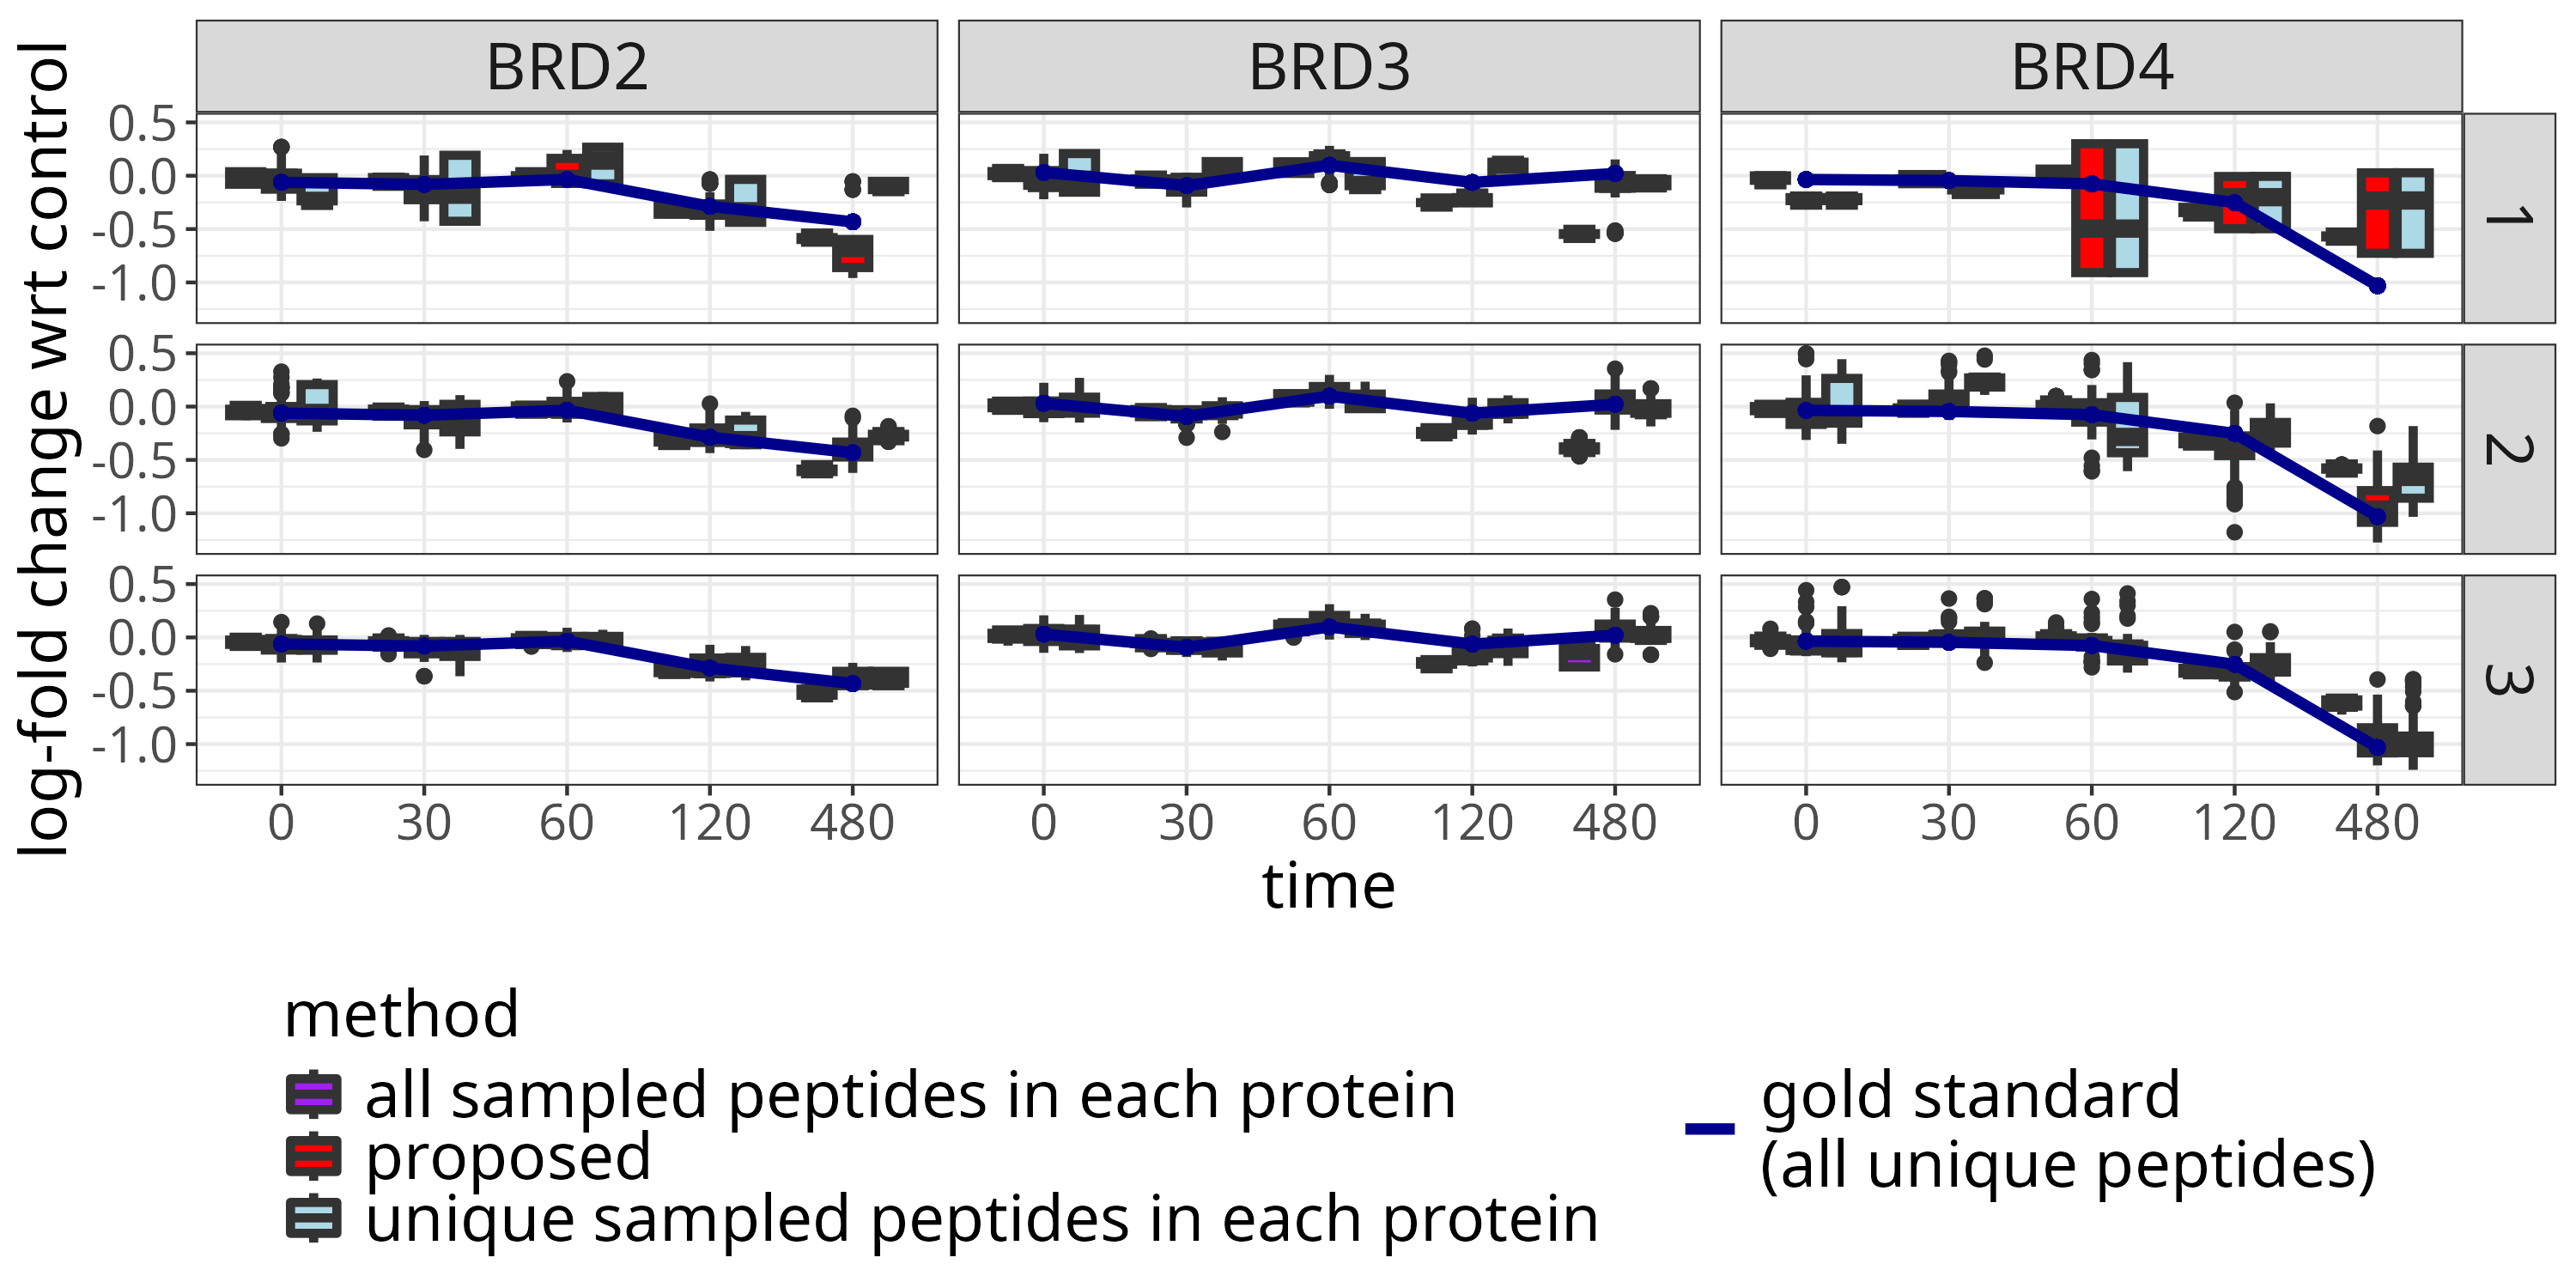 BRD2 BRD3 BRD4
log-fold change wrt control
0.5
0.0
-0.5
-1.0
1
0.5
0.0
-0.5
-1.0
2
0.5
0.0
-0.5
-1.0
3
0 30 60 120 480 0 30 60 120 480 0 30 60 120 480
time
method
all sampled peptides in each protein
proposed
unique sampled peptides in each protein
gold standard
(all unique peptides)